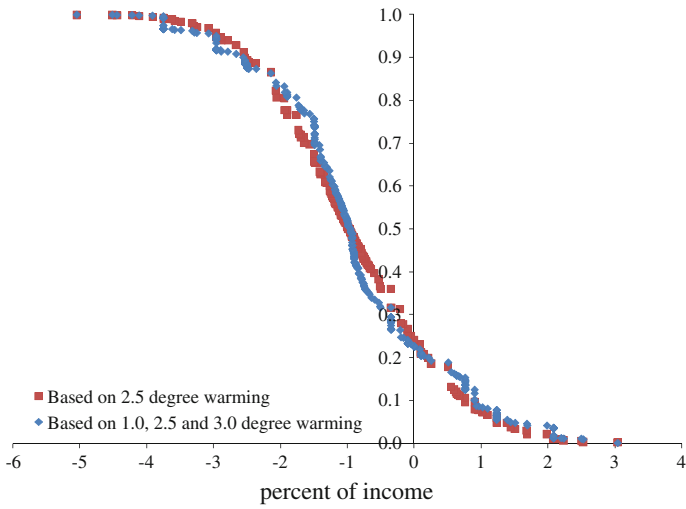 1.0
0.9
0.8
0.7
0.6
0.5
0.4
0.3
0.2
0.1
0.0
Based on 2.5 degree warming
Based on 1.0, 2.5 and 3.0 degree warming
-6 -5 -4 -3 -2 -1 0 1 2 3 4
percent of income